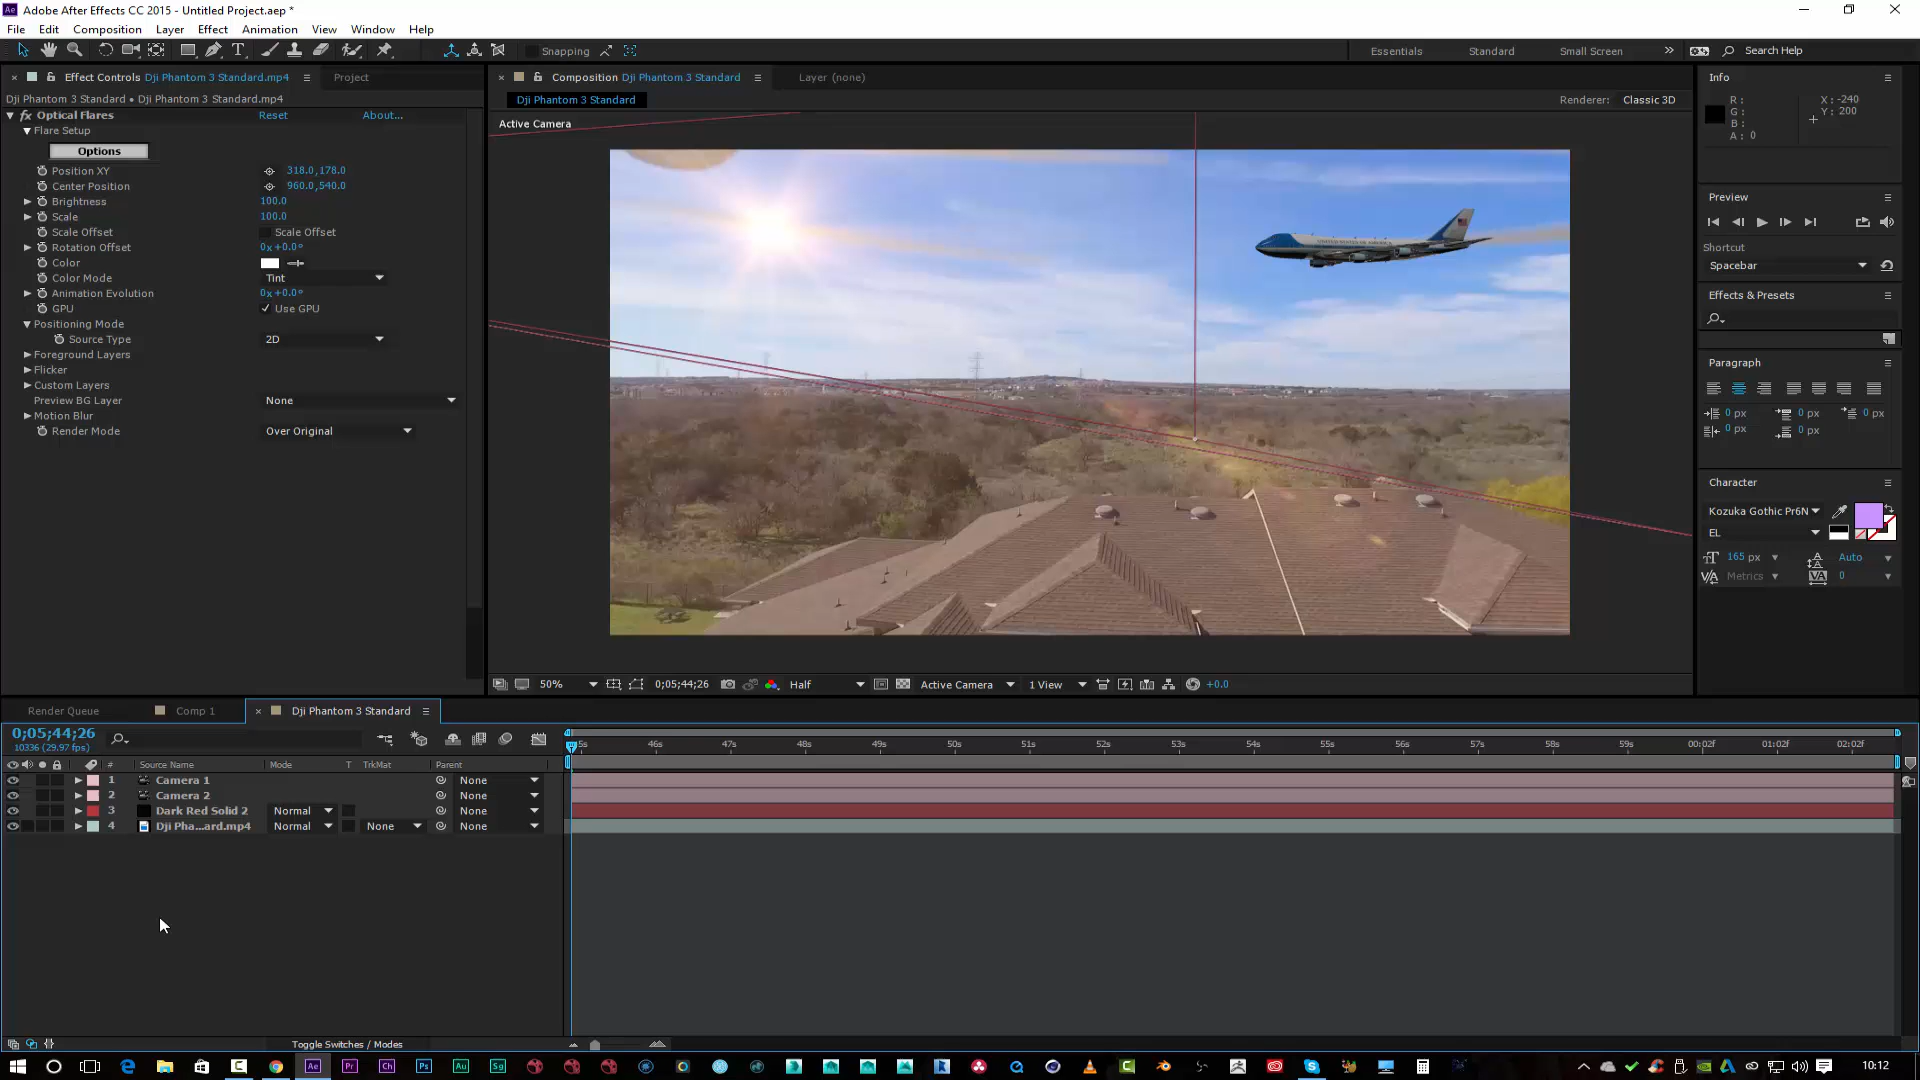 Adobe After Effects CC 2015 - Untitled Project.aep *
File Edit Composition Layer Effect Animation View Window Help
Snapping
Essentials Standard Small Screen » Search Help
Effect Controls Dji Phantom 3 Standard.mp4 Project
Dji Phantom 3 Standard • Dji Phantom 3 Standard.mp4
fx Optical Flares Reset About...
Flare Setup
Options
Position XY 318.0,178.0
Center Position 960.0,540.0
Brightness 100.0
Scale 100.0
Scale Offset Scale Offset
Rotation Offset 0x+0.0°
Color
Color Mode Tint
Animation Evolution 0x+0.0°
GPU Use GPU
Positioning Mode
Source Type 2D
Foreground Layers
Flicker
Custom Layers
Preview BG Layer None
Motion Blur
Render Mode Over Original
Composition Dji Phantom 3 Standard Layer (none)
Dji Phantom 3 Standard Renderer: Classic 3D
Active Camera
UNITED STATES OF AMERICA
50% 0;05;44;26 Half Active Camera 1 View +0.0
Info
R : X : -240
G : Y : 200
B :
A : 0
Preview
Shortcut
Spacebar
Effects & Presets
Paragraph
0 px 0 px 0 px
0 px 0 px
Character
Kozuka Gothic Pr6N
EL
165 px Auto
Metrics 0
Render Queue Comp 1 Dji Phantom 3 Standard
0;05;44;26
10336 (29.97 fps)
5s 46s 47s 48s 49s 50s 51s 52s 53s 54s 55s 56s 57s 58s 59s 00:02f 01:02f 02:02f
# Source Name Mode T TrkMat Parent
1 Camera 1 None
2 Camera 2 None
3 Dark Red Solid 2 Normal None
4 Dji Pha...ard.mp4 Normal None None
Toggle Switches / Modes
Ae Pr Ch Ps Au Sg
10:12